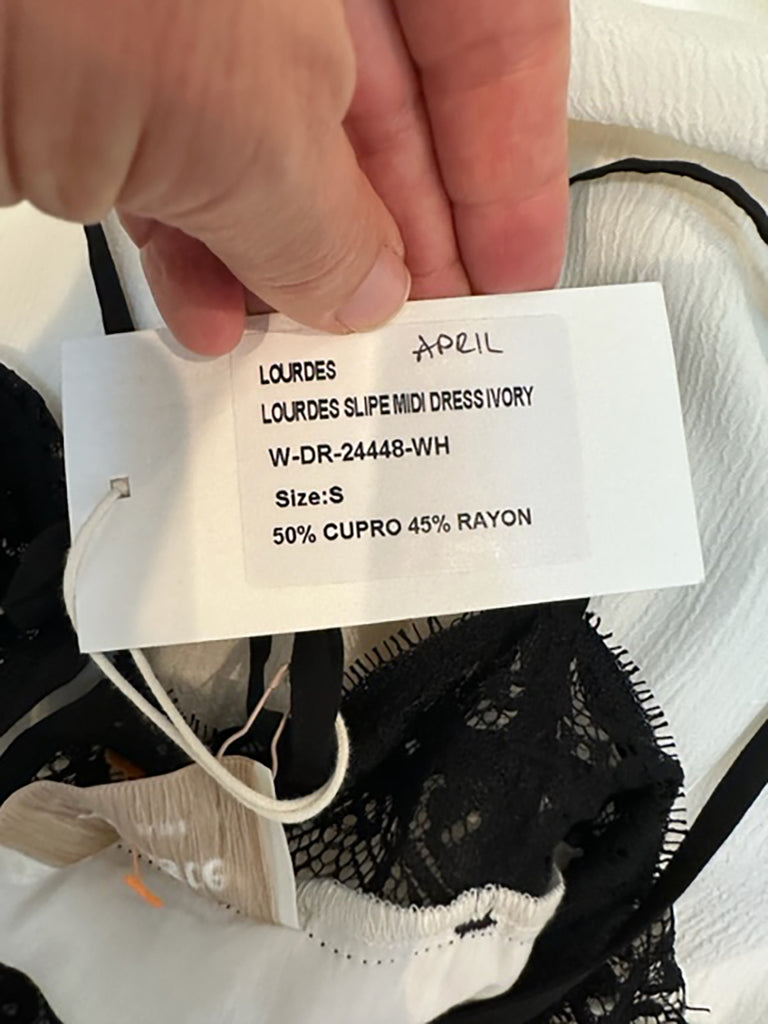 APRIL
LOURDES
LOURDES SLIPE MIDI DRESS IVORY
W-DR-24448-WH
Size:S
50% CUPRO 45% RAYON